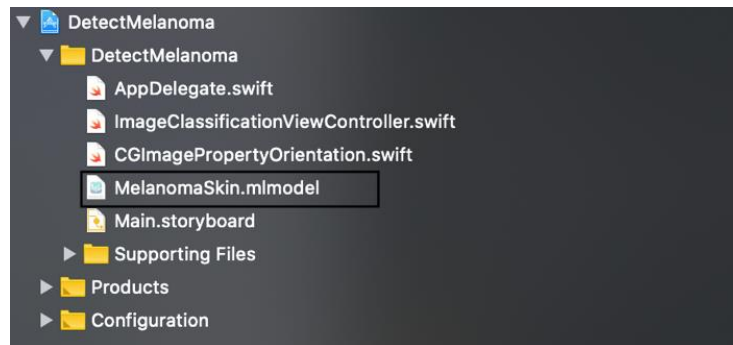 DetectMelanoma
DetectMelanoma
AppDelegate.swift
ImageClassificationViewController.swift
CGImagePropertyOrientation.swift
MelanomaSkin.mlmodel
Main.storyboard
Supporting Files
Products
Configuration